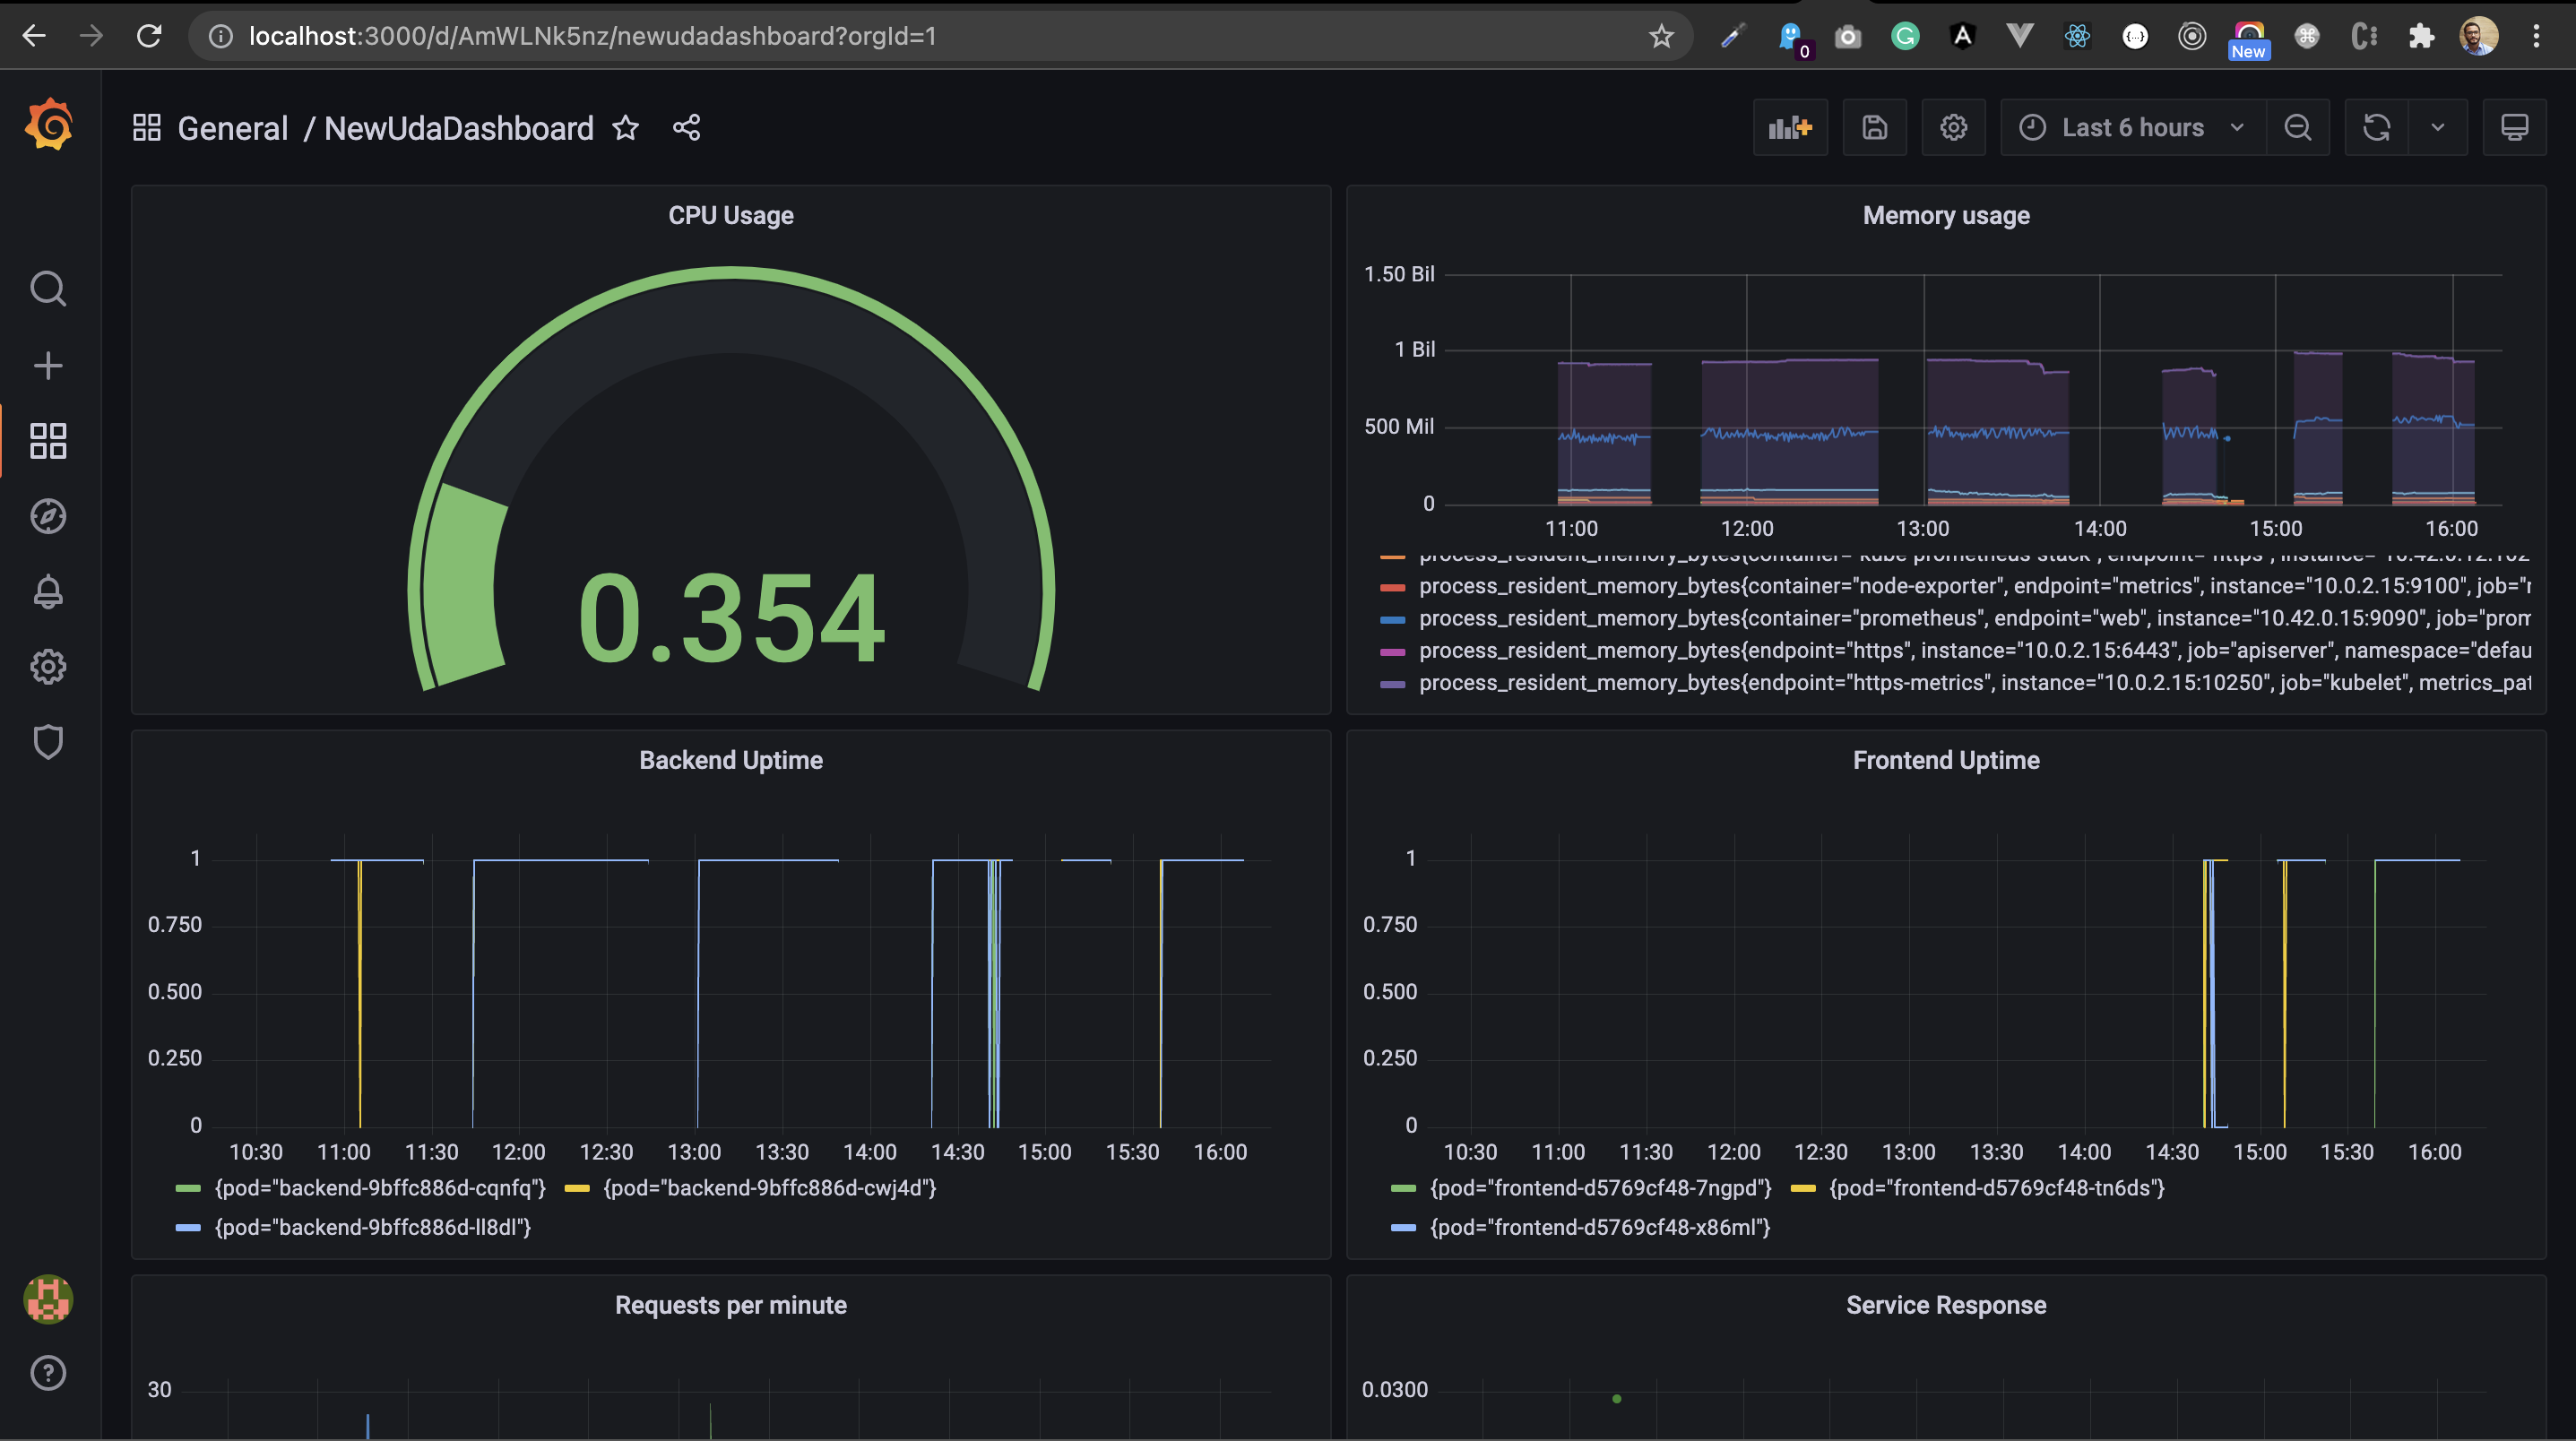 localhost:3000/d/AmWLNk5nz/newudadashboard?orgId=1
0
New
General / NewUdaDashboard
Last 6 hours
CPU Usage
0.354
Memory usage
1.50 Bil
1 Bil
500 Mil
0
11:00 12:00 13:00 14:00 15:00 16:00
process_resident_memory_bytes{container="kube-prometheus-stack", endpoint="https", instance=
process_resident_memory_bytes{container="node-exporter", endpoint="metrics", instance="10.0.2.15:9100", job="
process_resident_memory_bytes{container="prometheus", endpoint="web", instance="10.42.0.15:9090", job="prom
process_resident_memory_bytes{endpoint="https", instance="10.0.2.15:6443", job="apiserver", namespace="defau
process_resident_memory_bytes{endpoint="https-metrics", instance="10.0.2.15:10250", job="kubelet", metrics_pat
Backend Uptime
1
0.750
0.500
0.250
0
10:30 11:00 11:30 12:00 12:30 13:00 13:30 14:00 14:30 15:00 15:30 16:00
{pod="backend-9bffc886d-cqnfq"} {pod="backend-9bffc886d-cwj4d"}
{pod="backend-9bffc886d-ll8dl"}
Frontend Uptime
1
0.750
0.500
0.250
0
10:30 11:00 11:30 12:00 12:30 13:00 13:30 14:00 14:30 15:00 15:30 16:00
{pod="frontend-d5769cf48-7ngpd"} {pod="frontend-d5769cf48-tn6ds"}
{pod="frontend-d5769cf48-x86ml"}
Requests per minute
30
Service Response
0.0300